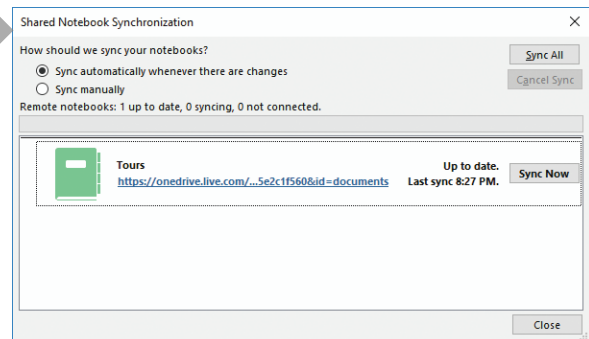 Shared Notebook Synchronization
How should we sync your notebooks?
Sync All
Sync automatically whenever there are changes
Cancel Sync
Sync manually
Remote notebooks: 1 up to date, 0 syncing, 0 not connected.
Tours
Up to date.
https://onedrive.live.com/...5e2c1f560&id=documents
Last sync 8:27 PM.
Sync Now
Close